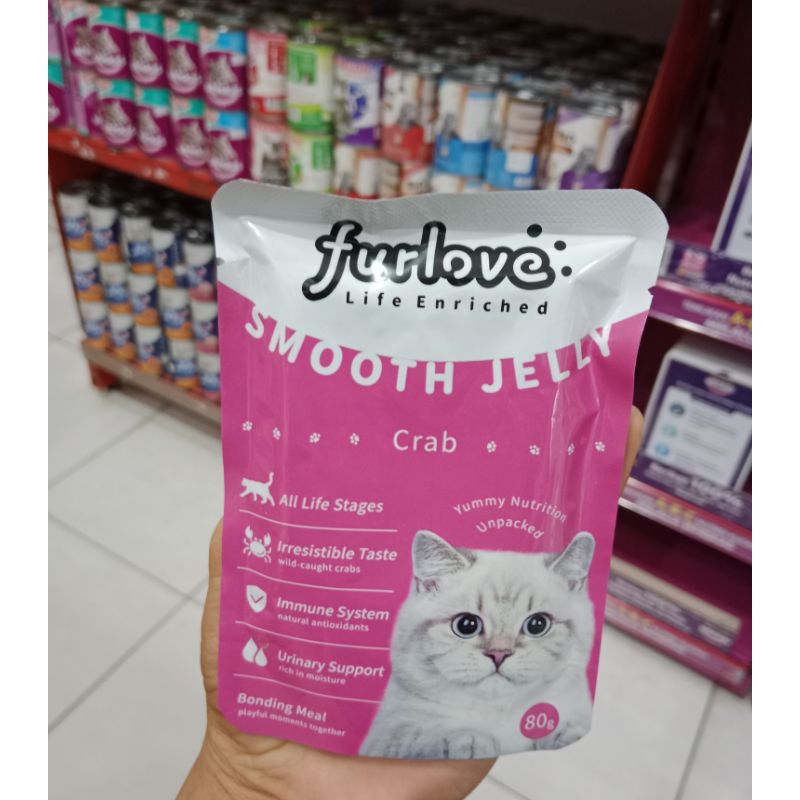 furlove
Life Enriched
SMOOTH JELLY
Crab
All Life Stages
Yummy Nutrition
Unpacked
Irresistible Taste
wild-caught crabs
Immune System
natural antioxidants
Urinary Support
rich in moisture
Bonding Meal
playful moments together
80g